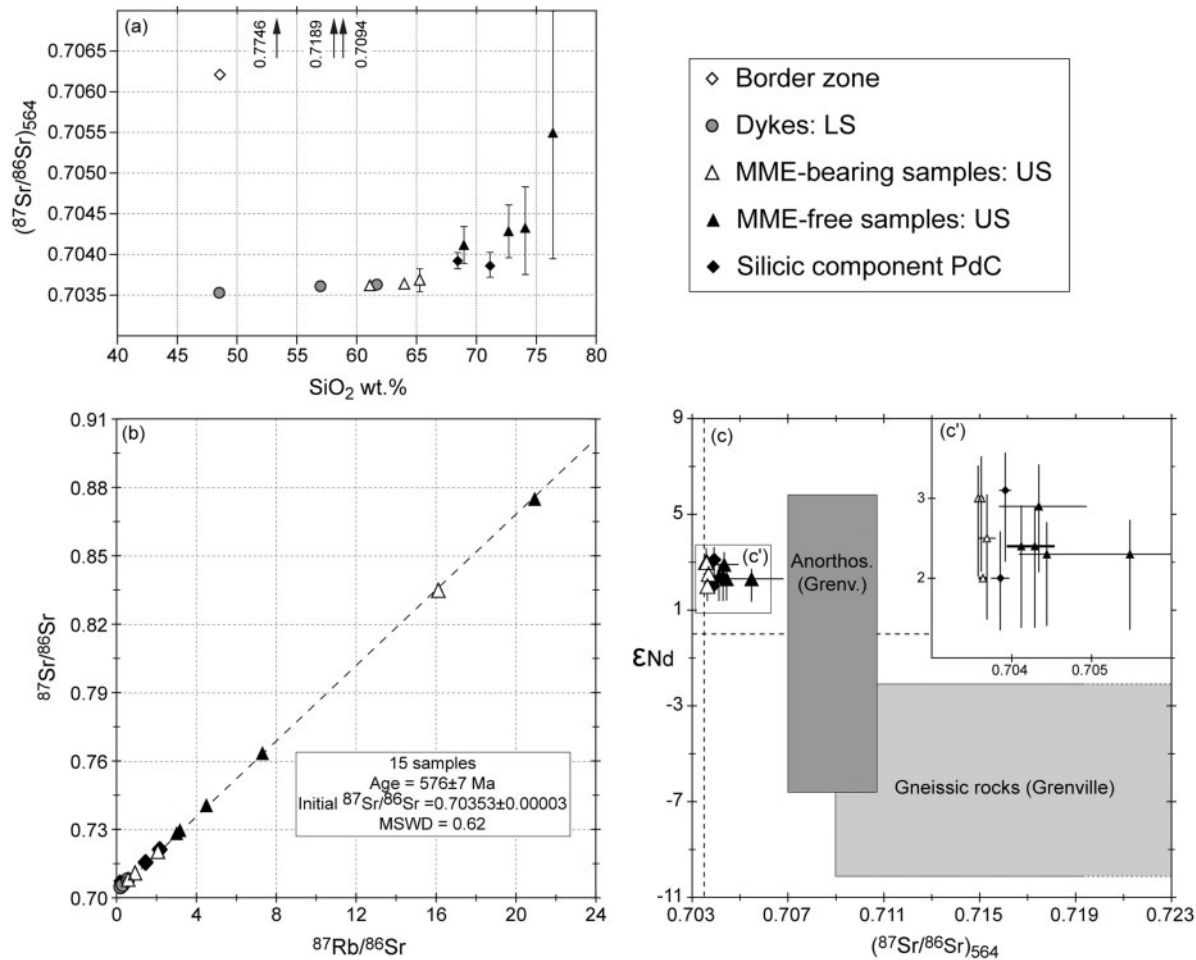 (a)
0.7746
0.7189
0.7094
0.7065
0.7060
0.7055
0.7050
0.7045
0.7040
0.7035
(⁸⁷Sr/⁸⁶Sr)₅₆₄
40 45 50 55 60 65 70 75 80
SiO₂ wt.%
Border zone
Dykes: LS
MME-bearing samples: US
MME-free samples: US
Silicic component PdC
(b)
0.91
0.88
0.85
0.82
0.79
0.76
0.73
0.70
⁸⁷Sr/⁸⁶Sr
15 samples
Age = 576±7 Ma
Initial ⁸⁷Sr/⁸⁶Sr =0.70353±0.00003
MSWD = 0.62
0 4 8 12 16 20 24
⁸⁷Rb/⁸⁶Sr
(c)
9
5
1
-3
-7
-11
εNd
(c')
Anorthos.
(Grenv.)
Gneissic rocks (Grenville)
(c')
3
2
0.704 0.705
0.703 0.707 0.711 0.715 0.719 0.723
(⁸⁷Sr/⁸⁶Sr)₅₆₄